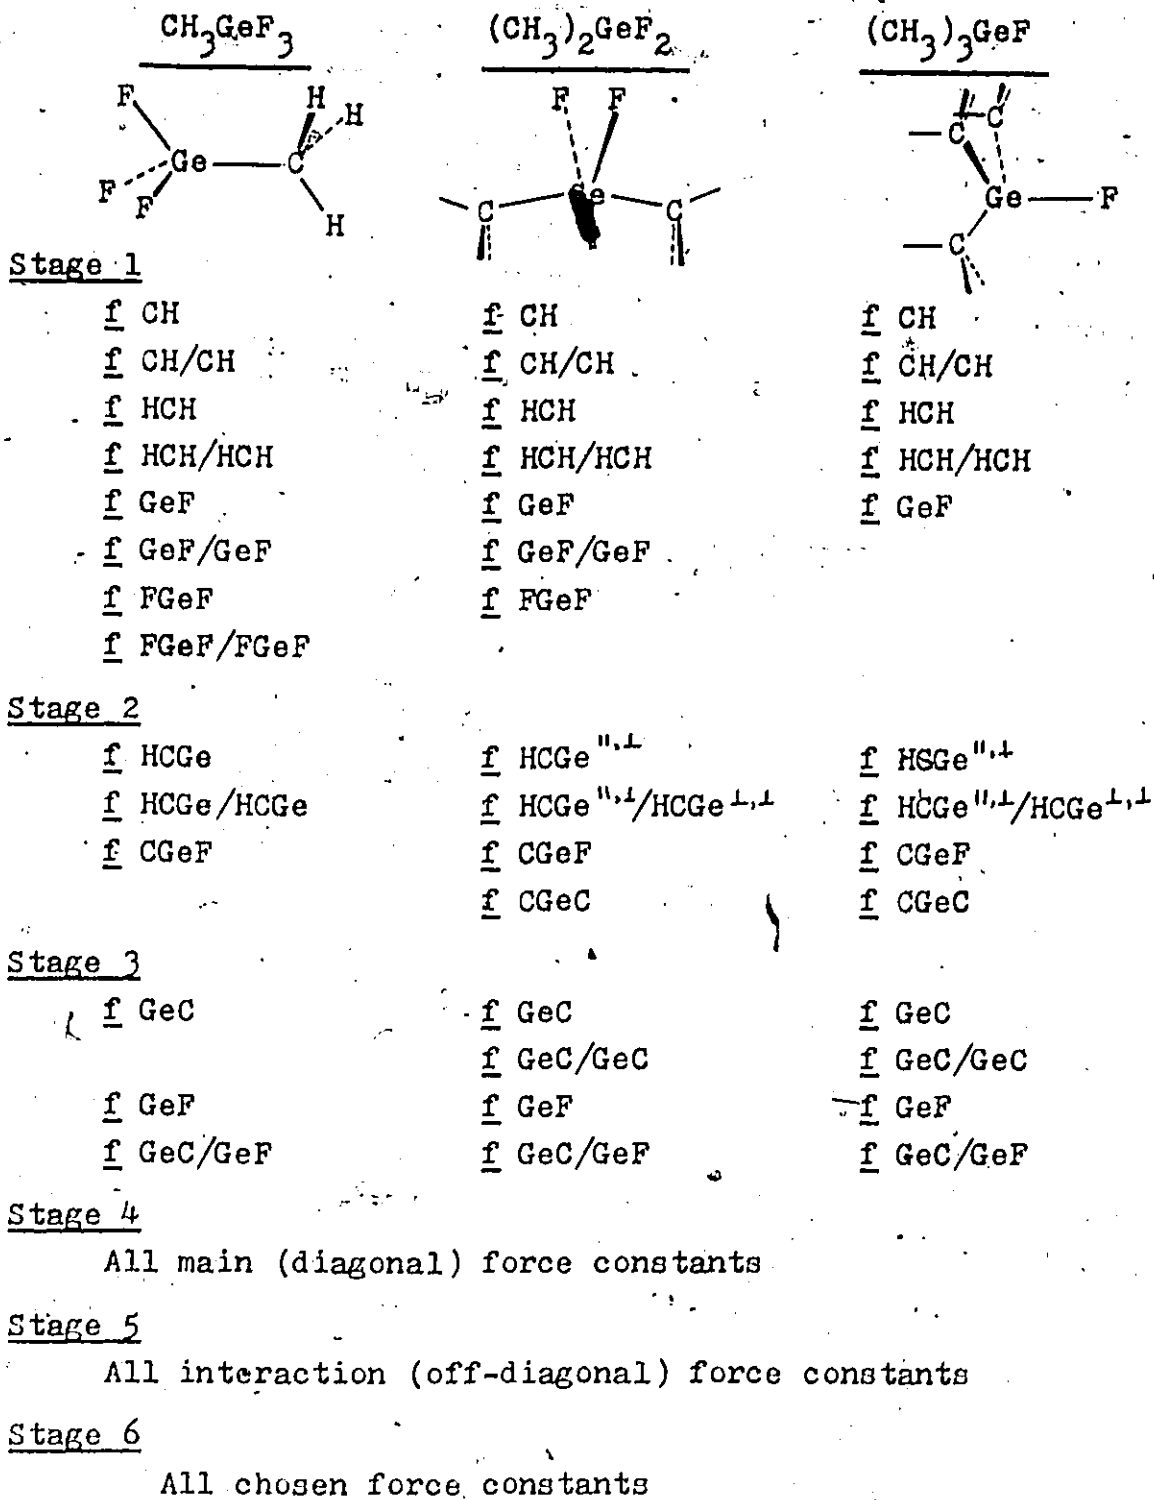 CH3GeF3 (CH3)2GeF2 (CH3)3GeF
F H H F F C
C
Ge C Ge F
F F e
H C C
C
Stage 1
f CH f CH f CH
f CH/CH f CH/CH f CH/CH
f HCH f HCH f HCH
f HCH/HCH f HCH/HCH f HCH/HCH
f GeF f GeF f GeF
f GeF/GeF f GeF/GeF
f FGeF f FGeF
f FGeF/FGeF
Stage 2
f HCGe f HCGe",⊥ f HCGe",⊥
f HCGe/HCGe f HCGe",⊥/HCGe⊥,⊥ f HCGe",⊥/HCGe⊥,⊥
f CGeF f CGeF f CGeF
f CGeC f CGeC
Stage 3
f GeC f GeC f GeC
f GeC/GeC f GeC/GeC
f GeF f GeF f GeF
f GeC/GeF f GeC/GeF f GeC/GeF
Stage 4
All main (diagonal) force constants
Stage 5
All interaction (off-diagonal) force constants
Stage 6
All chosen force constants